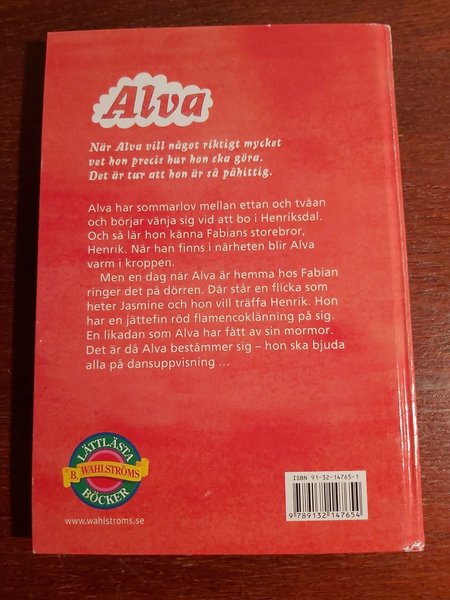 Alva
När Alva vill något riktigt mycket
vet hon precis hur hon ska göra.
Det är tur att hon är så påhittig.
Alva har sommarlov mellan ettan och tvåan
och börjar vänja sig vid att bo i Henriksdal.
Och så lär hon känna Fabians storebror,
Henrik. När han finns i närheten blir Alva
varm i kroppen.
Men en dag när Alva är hemma hos Fabian
ringer det på dörren. Där står en flicka som
heter Jasmine och hon vill träffa Henrik. Hon
har en jättefin röd flamencoklänning på sig.
En likadan som Alva har fått av sin mormor.
Det är då Alva bestämmer sig – hon ska bjuda
alla på dansuppvisning ...
LÄTTLÄSTA
B. WAHLSTRÖMS
BÖCKER
www.wahlstroms.se
ISBN 91-32-14765-1
9 789132 147654